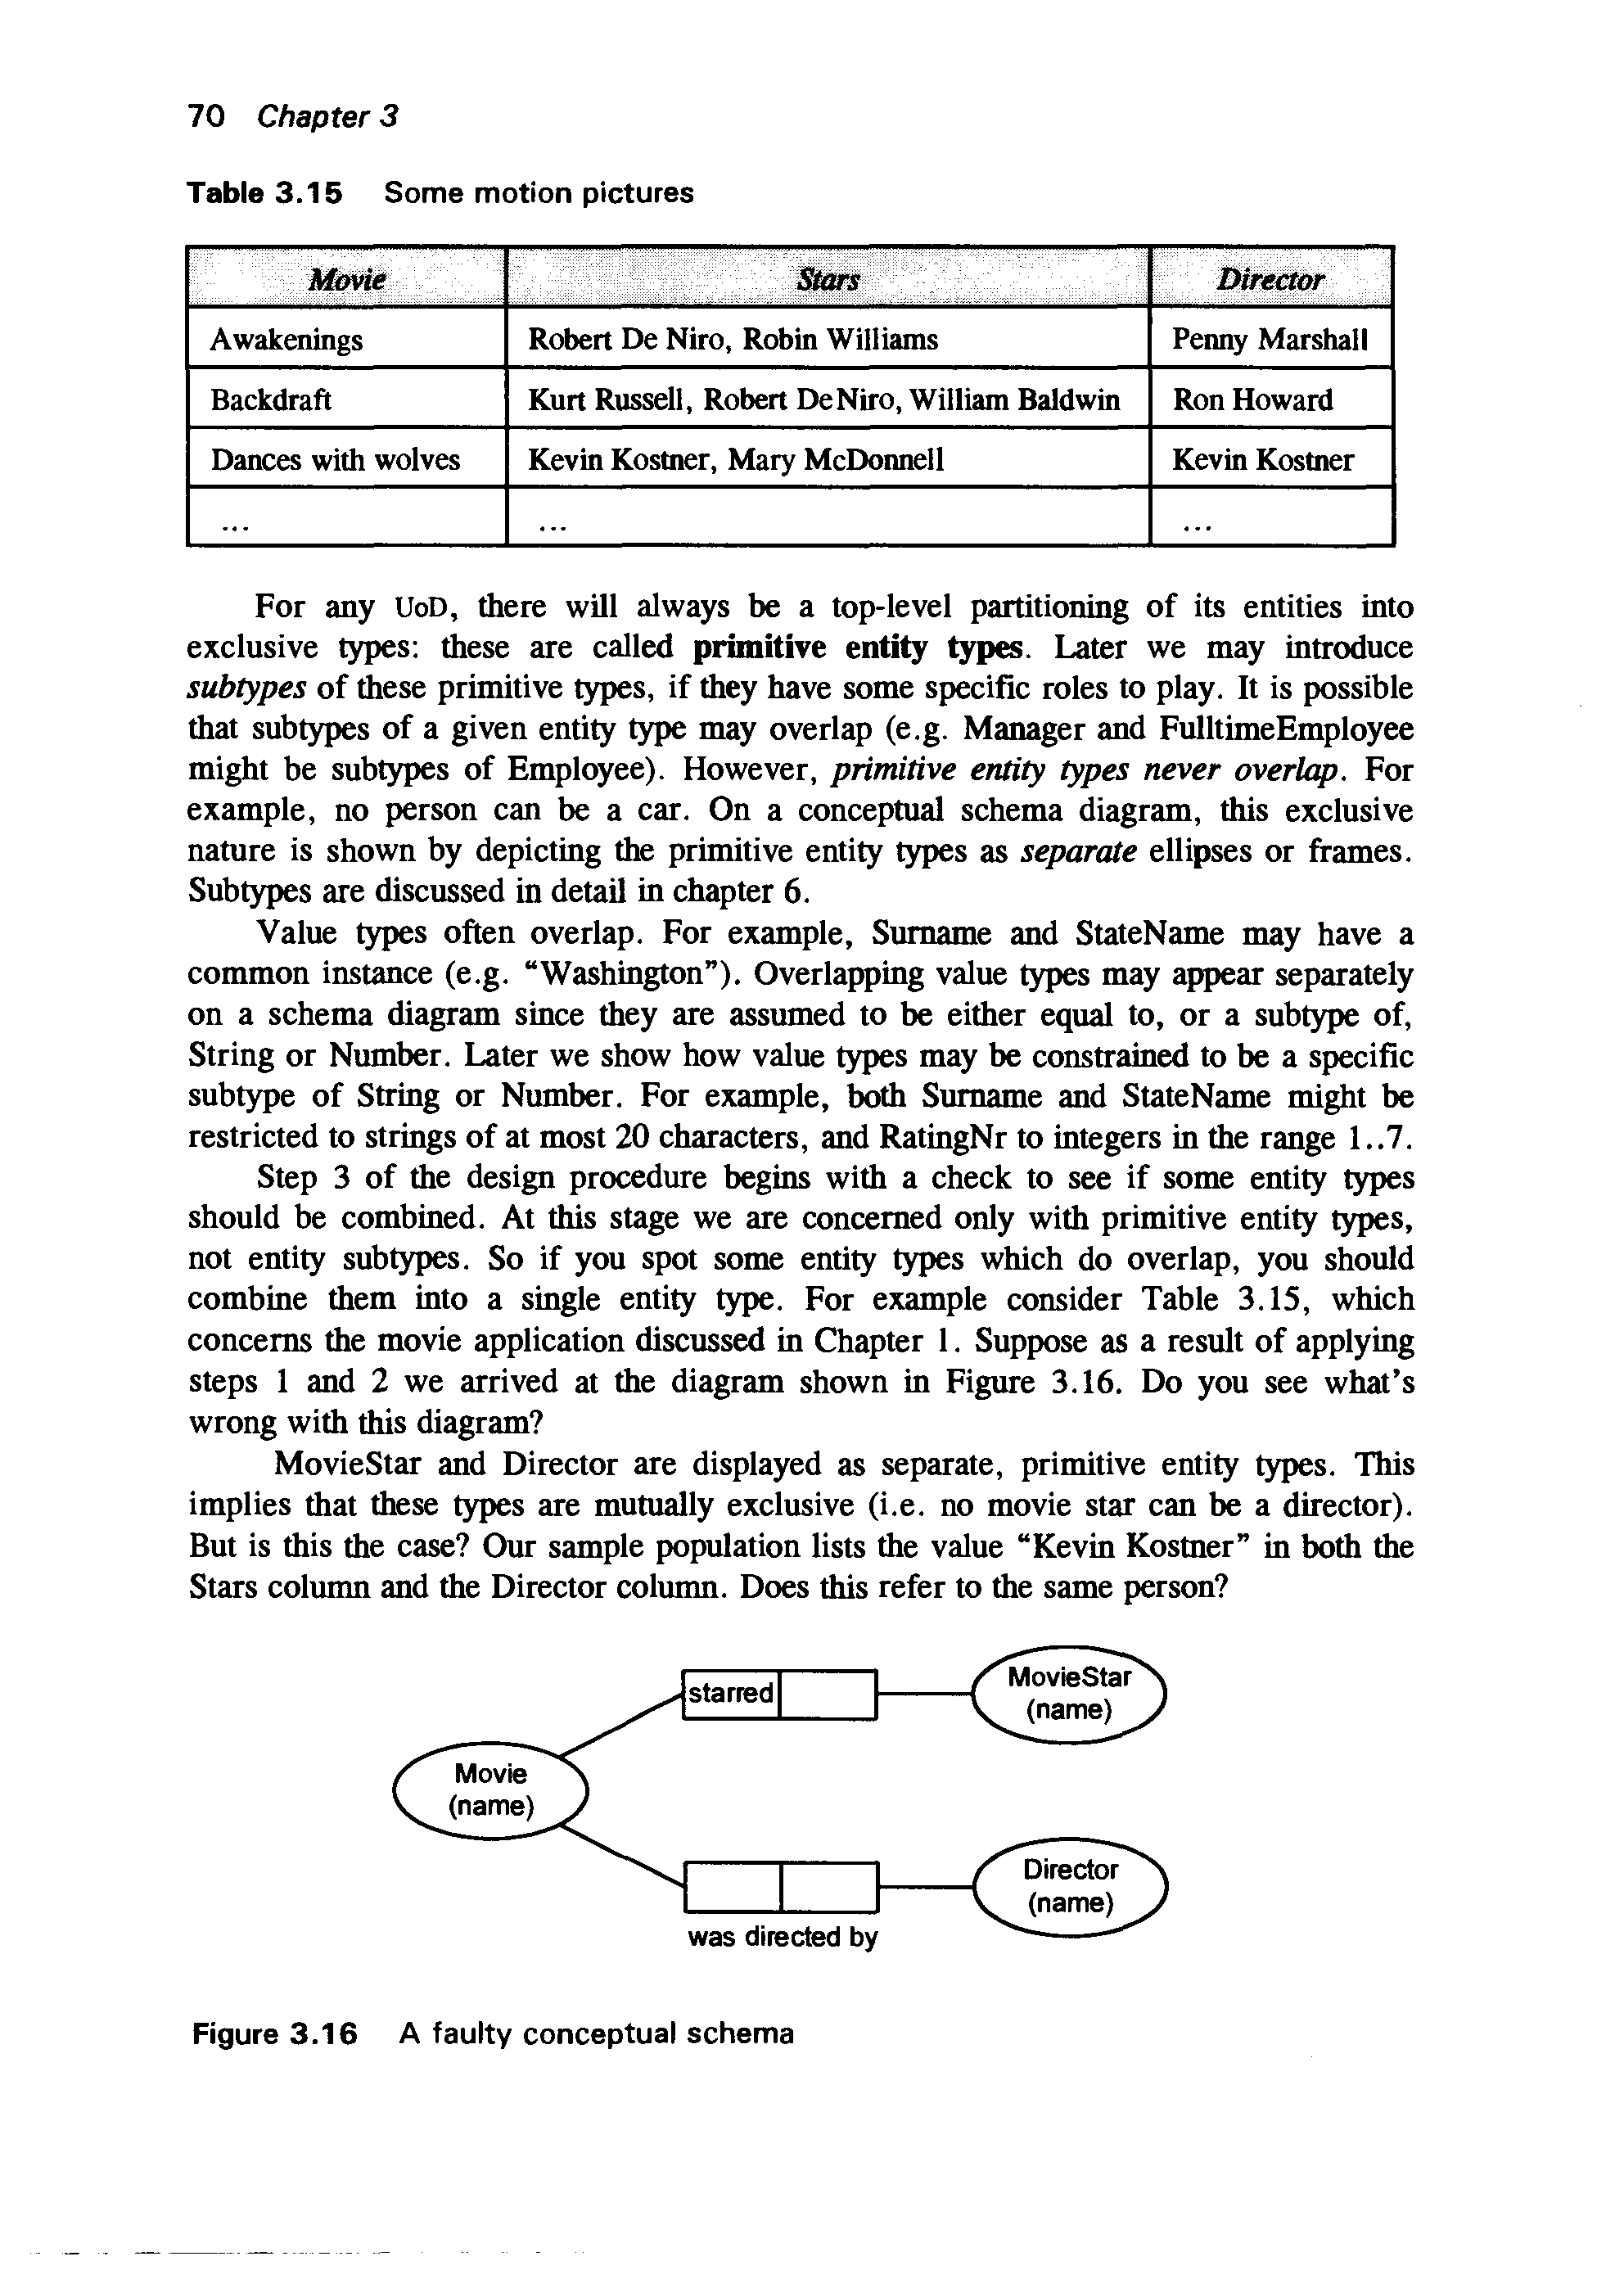 70 Chapter 3
Table 3.15 Some motion pictures
Movie Stars Director
Awakenings Robert De Niro, Robin Williams Penny Marshall
Backdraft Kurt Russell, Robert DeNiro, William Baldwin Ron Howard
Dances with wolves Kevin Kostner, Mary McDonnell Kevin Kostner
... ... ...
For any UoD, there will always be a top-level partitioning of its entities into
exclusive types: these are called primitive entity types. Later we may introduce
subtypes of these primitive types, if they have some specific roles to play. It is possible
that subtypes of a given entity type may overlap (e.g. Manager and FulltimeEmployee
might be subtypes of Employee). However, primitive entity types never overlap. For
example, no person can be a car. On a conceptual schema diagram, this exclusive
nature is shown by depicting the primitive entity types as separate ellipses or frames.
Subtypes are discussed in detail in chapter 6.
Value types often overlap. For example, Surname and StateName may have a
common instance (e.g. “Washington”). Overlapping value types may appear separately
on a schema diagram since they are assumed to be either equal to, or a subtype of,
String or Number. Later we show how value types may be constrained to be a specific
subtype of String or Number. For example, both Surname and StateName might be
restricted to strings of at most 20 characters, and RatingNr to integers in the range 1..7.
Step 3 of the design procedure begins with a check to see if some entity types
should be combined. At this stage we are concerned only with primitive entity types,
not entity subtypes. So if you spot some entity types which do overlap, you should
combine them into a single entity type. For example consider Table 3.15, which
concerns the movie application discussed in Chapter 1. Suppose as a result of applying
steps 1 and 2 we arrived at the diagram shown in Figure 3.16. Do you see what’s
wrong with this diagram?
MovieStar and Director are displayed as separate, primitive entity types. This
implies that these types are mutually exclusive (i.e. no movie star can be a director).
But is this the case? Our sample population lists the value “Kevin Kostner” in both the
Stars column and the Director column. Does this refer to the same person?
starred
MovieStar
(name)
Movie
(name)
Director
(name)
was directed by
Figure 3.16 A faulty conceptual schema